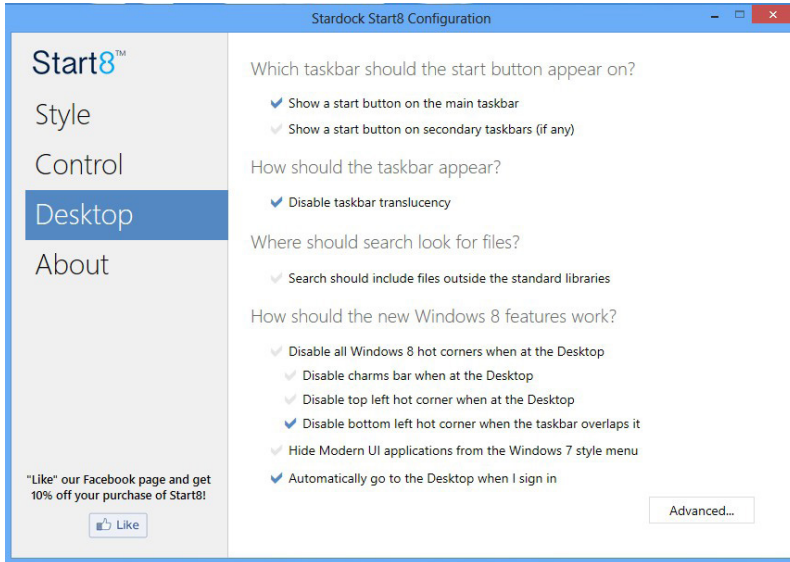 Stardock Start8 Configuration
Start8™
Style
Control
Desktop
About
"Like" our Facebook page and get
10% off your purchase of Start8!
Like
Which taskbar should the start button appear on?
Show a start button on the main taskbar
Show a start button on secondary taskbars (if any)
How should the taskbar appear?
Disable taskbar translucency
Where should search look for files?
Search should include files outside the standard libraries
How should the new Windows 8 features work?
Disable all Windows 8 hot corners when at the Desktop
Disable charms bar when at the Desktop
Disable top left hot corner when at the Desktop
Disable bottom left hot corner when the taskbar overlaps it
Hide Modern UI applications from the Windows 7 style menu
Automatically go to the Desktop when I sign in
Advanced...